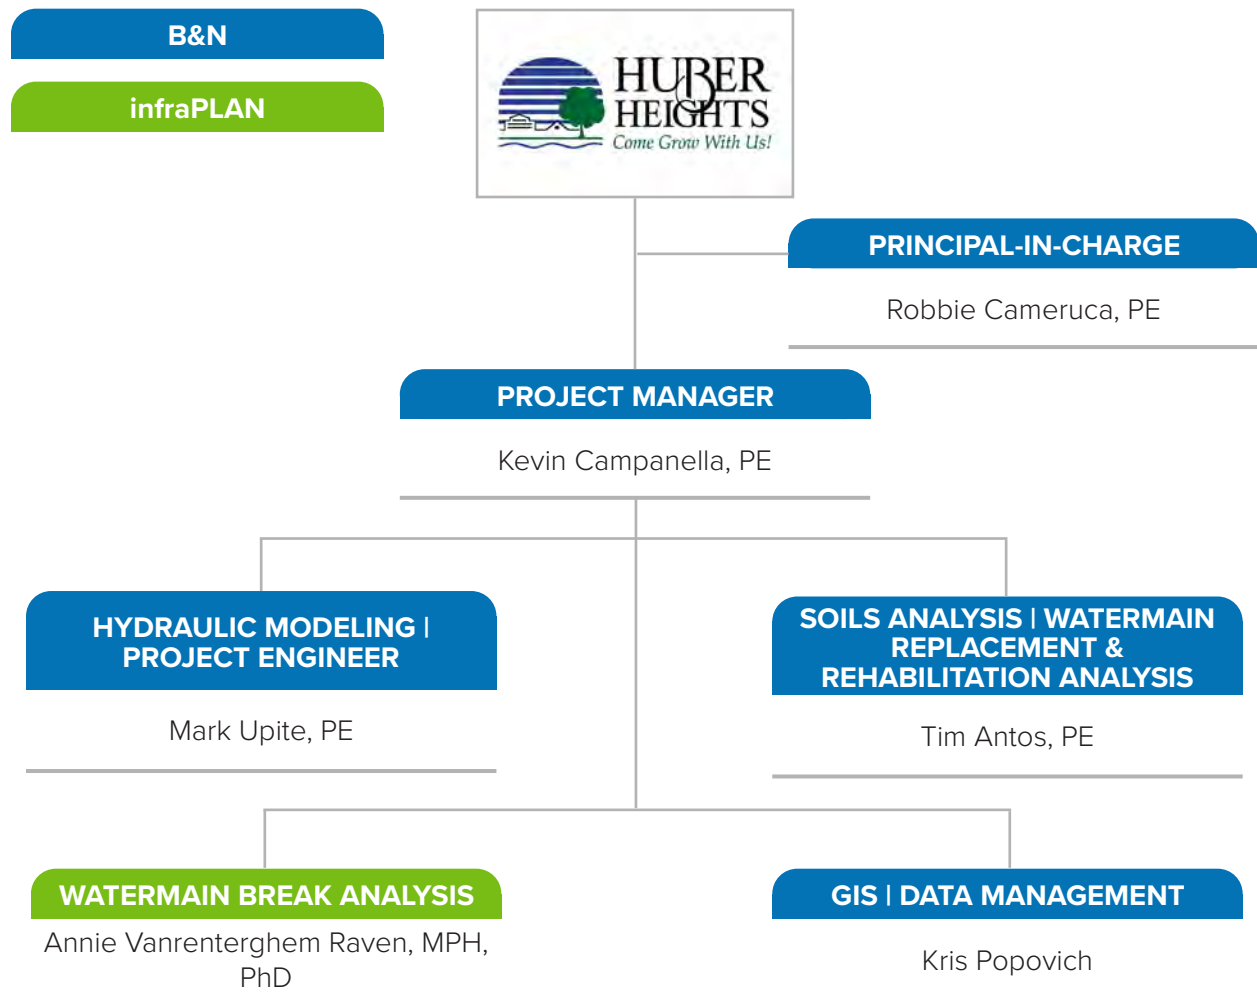 B&N
infraPLAN
HUBER
HEIGHTS
Come Grow With Us!
PRINCIPAL-IN-CHARGE
Robbie Cameruca, PE
PROJECT MANAGER
Kevin Campanella, PE
HYDRAULIC MODELING |
PROJECT ENGINEER
Mark Upite, PE
SOILS ANALYSIS | WATERMAIN
REPLACEMENT &
REHABILITATION ANALYSIS
Tim Antos, PE
WATERMAIN BREAK ANALYSIS
Annie Vanrenterghem Raven, MPH,
PhD
GIS | DATA MANAGEMENT
Kris Popovich